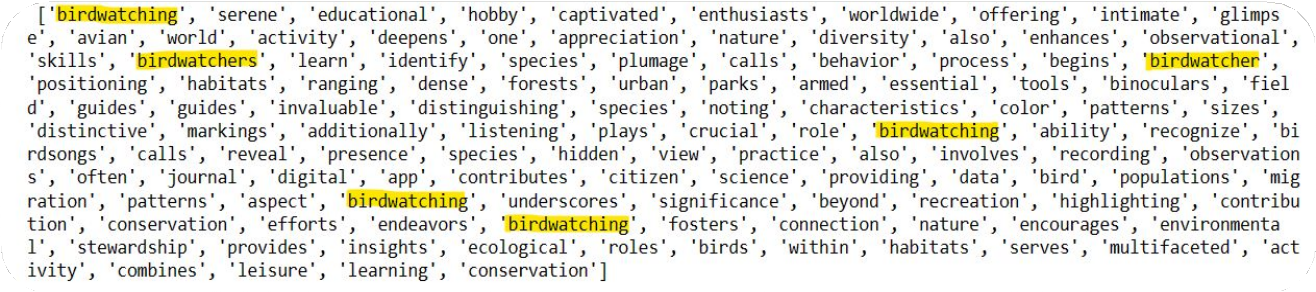 ['birdwatching', 'serene', 'educational', 'hobby', 'captivated', 'enthusiasts', 'worldwide', 'offering', 'intimate', 'glimps
e', 'avian', 'world', 'activity', 'deepens', 'one', 'appreciation', 'nature', 'diversity', 'also', 'enhances', 'observational',
'skills', 'birdwatchers', 'learn', 'identify', 'species', 'plumage', 'calls', 'behavior', 'process', 'begins', 'birdwatcher',
'positioning', 'habitats', 'ranging', 'dense', 'forests', 'urban', 'parks', 'armed', 'essential', 'tools', 'binoculars', 'fiel
d', 'guides', 'guides', 'invaluable', 'distinguishing', 'species', 'noting', 'characteristics', 'color', 'patterns', 'sizes',
'distinctive', 'markings', 'additionally', 'listening', 'plays', 'crucial', 'role', 'birdwatching', 'ability', 'recognize', 'bi
rdsongs', 'calls', 'reveal', 'presence', 'species', 'hidden', 'view', 'practice', 'also', 'involves', 'recording', 'observation
s', 'often', 'journal', 'digital', 'app', 'contributes', 'citizen', 'science', 'providing', 'data', 'bird', 'populations', 'mig
ration', 'patterns', 'aspect', 'birdwatching', 'underscores', 'significance', 'beyond', 'recreation', 'highlighting', 'contribu
tion', 'conservation', 'efforts', 'endeavors', 'birdwatching', 'fosters', 'connection', 'nature', 'encourages', 'environmenta
l', 'stewardship', 'provides', 'insights', 'ecological', 'roles', 'birds', 'within', 'habitats', 'serves', 'multifaceted', 'act
ivity', 'combines', 'leisure', 'learning', 'conservation']